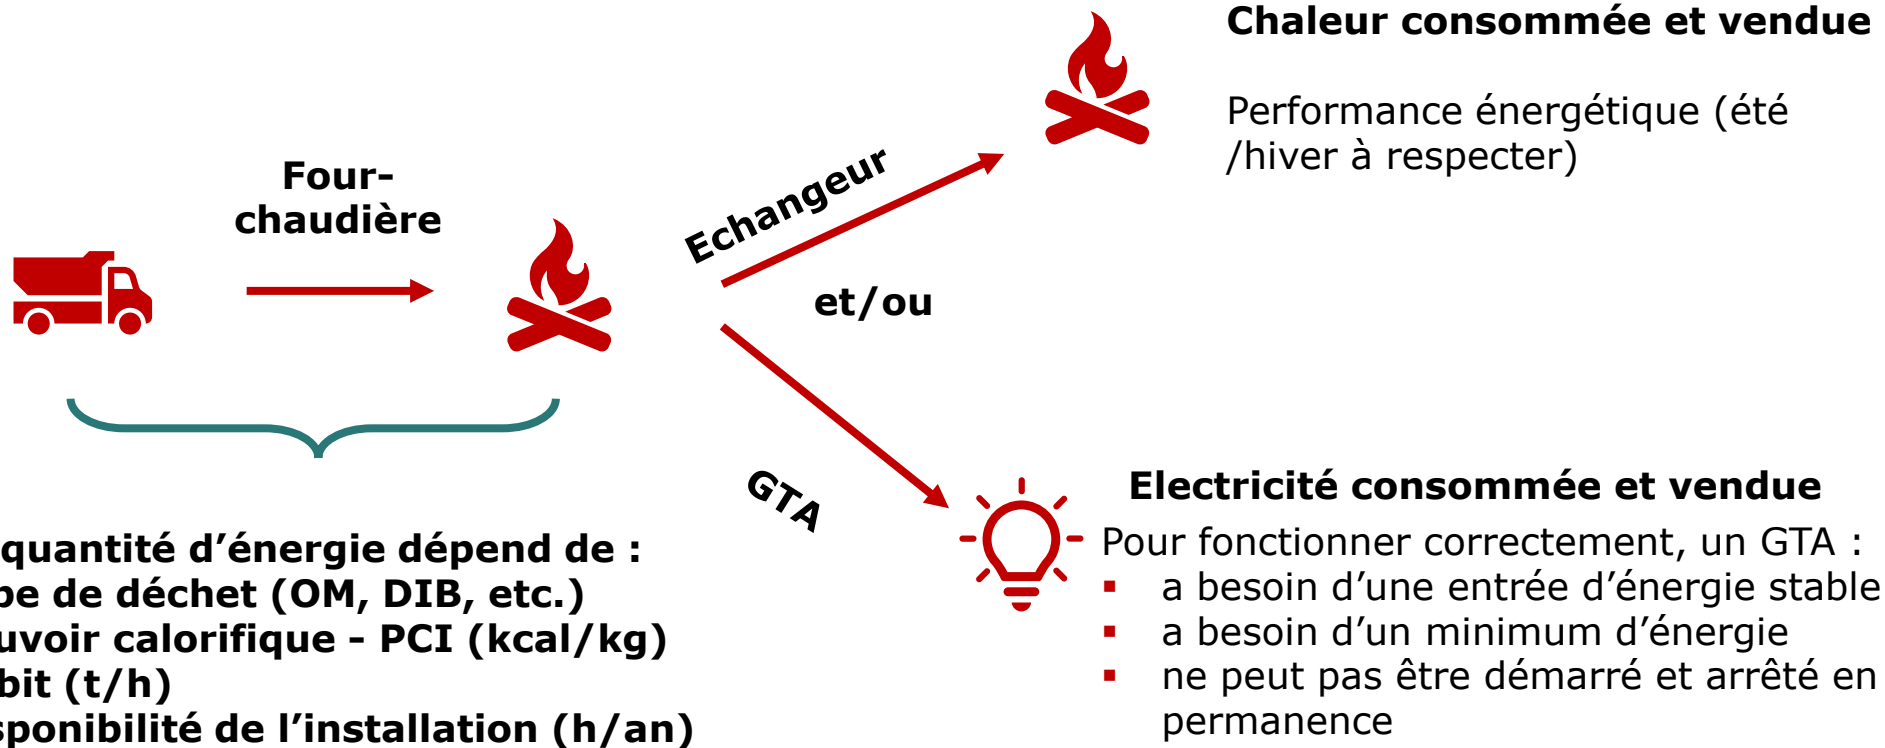 Chaleur consommée et vendue
Performance énergétique (été
/hiver à respecter)
Four-
chaudière
Echangeur
et/ou
GTA
Electricité consommée et vendue
Pour fonctionner correctement, un GTA :
▪ a besoin d’une entrée d’énergie stable
▪ a besoin d’un minimum d’énergie
▪ ne peut pas être démarré et arrêté en
permanence
quantité d’énergie dépend de :
pe de déchet (OM, DIB, etc.)
uvoir calorifique - PCI (kcal/kg)
bit (t/h)
sponibilité de l’installation (h/an)